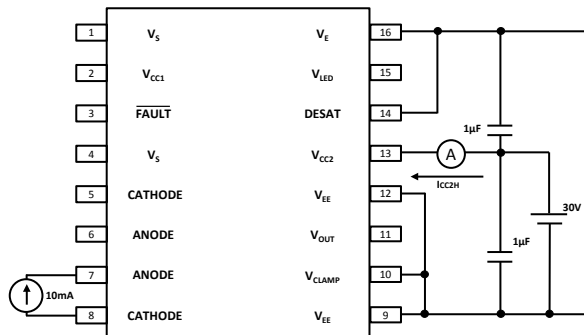 1 V_S V_E 16
2 V_CC1 V_LED 15
3 FAULT DESAT 14
4 V_S V_CC2 13
5 CATHODE V_EE 12
6 ANODE V_OUT 11
7 ANODE V_CLAMP 10
8 CATHODE V_EE 9
10mA
A
I_CC2H
1μF
1μF
30V